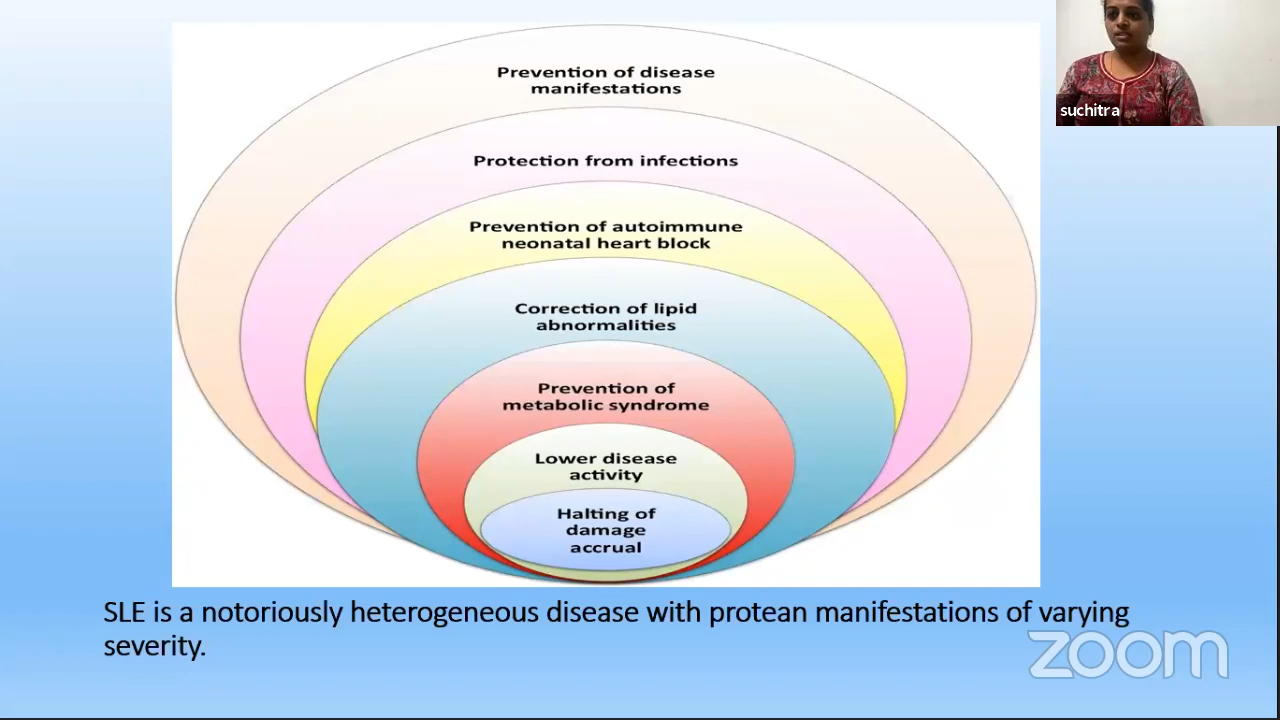 Prevention of disease
manifestations
suchitra
Protection from infections
Prevention of autoimmune
neonatal heart block
Correction of lipid
abnormalities
Prevention of
metabolic syndrome
Lower disease
activity
Halting of
damage
accrual
SLE is a notoriously heterogeneous disease with protean manifestations of varying
severity.
zoom